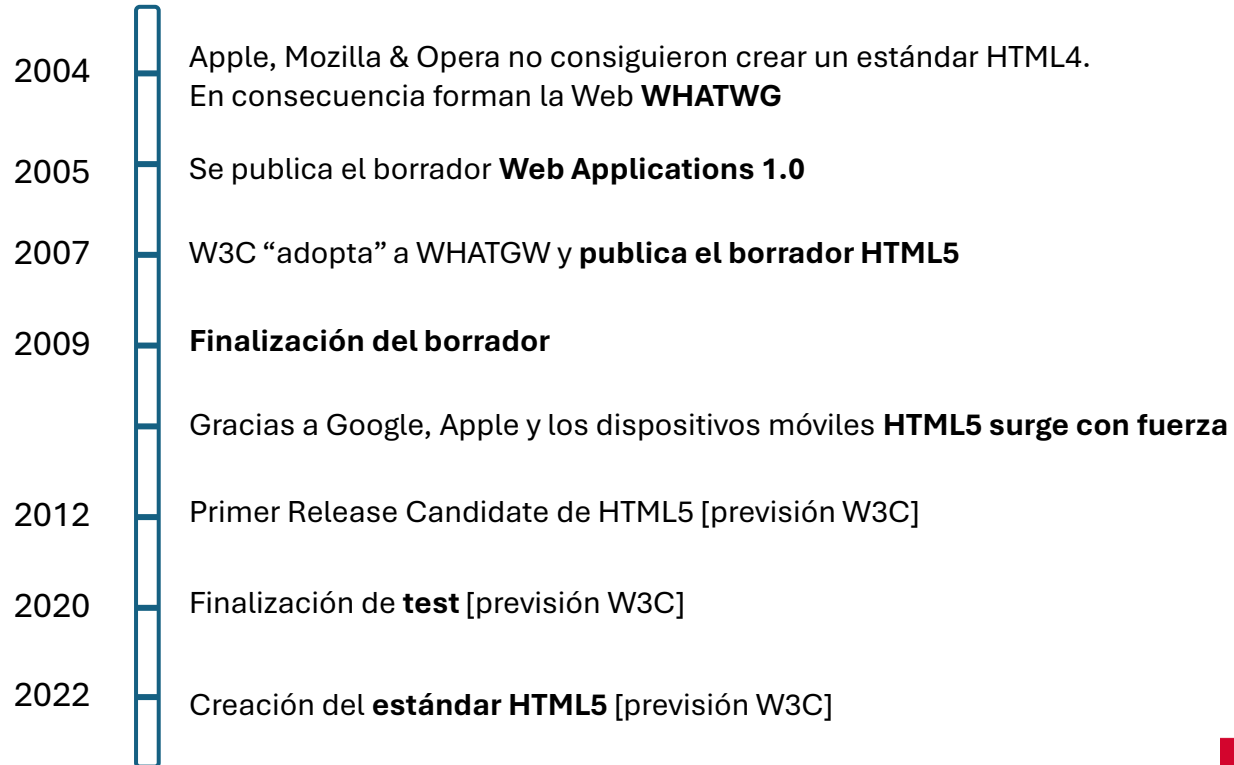 2004
Apple, Mozilla & Opera no consiguieron crear un estándar HTML4.
En consecuencia forman la Web WHATWG
2005
Se publica el borrador Web Applications 1.0
2007
W3C “adopta” a WHATGW y publica el borrador HTML5
2009
Finalización del borrador
Gracias a Google, Apple y los dispositivos móviles HTML5 surge con fuerza
2012
Primer Release Candidate de HTML5 [previsión W3C]
2020
Finalización de test [previsión W3C]
2022
Creación del estándar HTML5 [previsión W3C]